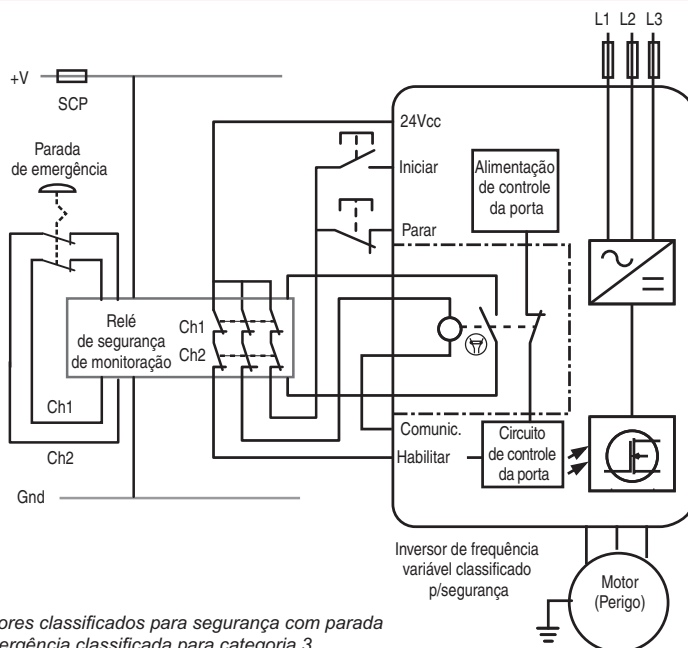 L1 L2 L3
+V
SCP
24Vcc
Parada
de emergência
Iniciar
Alimentação
de controle
da porta
Parar
Relé
de segurança
de monitoração
Ch1
Ch2
Ch1
Ch2
Comunic.
Habilitar
Circuito
de controle
da porta
Gnd
Inversor de frequência
variável classificado
p/segurança
Motor
(Perigo)
ores classificados para segurança com parada
ergência classificada para categoria 3